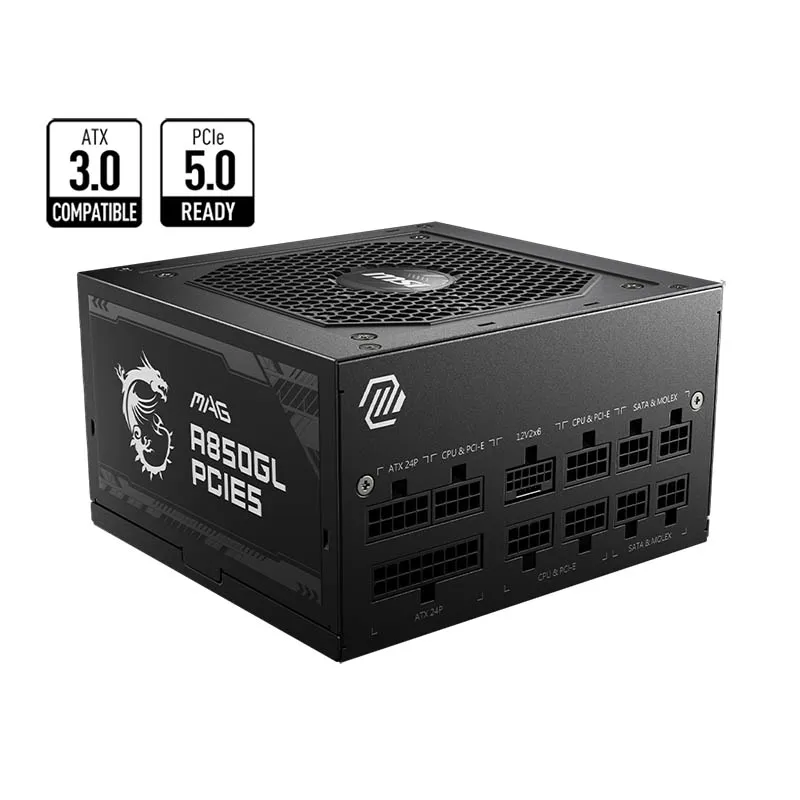 ATX
3.0
COMPATIBLE
PCIe
5.0
READY
msi
MAG
A850GL
PCIE5
ATX 24P
CPU & PCI-E
12V2x6
CPU & PCI-E
SATA & MOLEX
ATX 24P
CPU & PCI-E
SATA & MOLEX